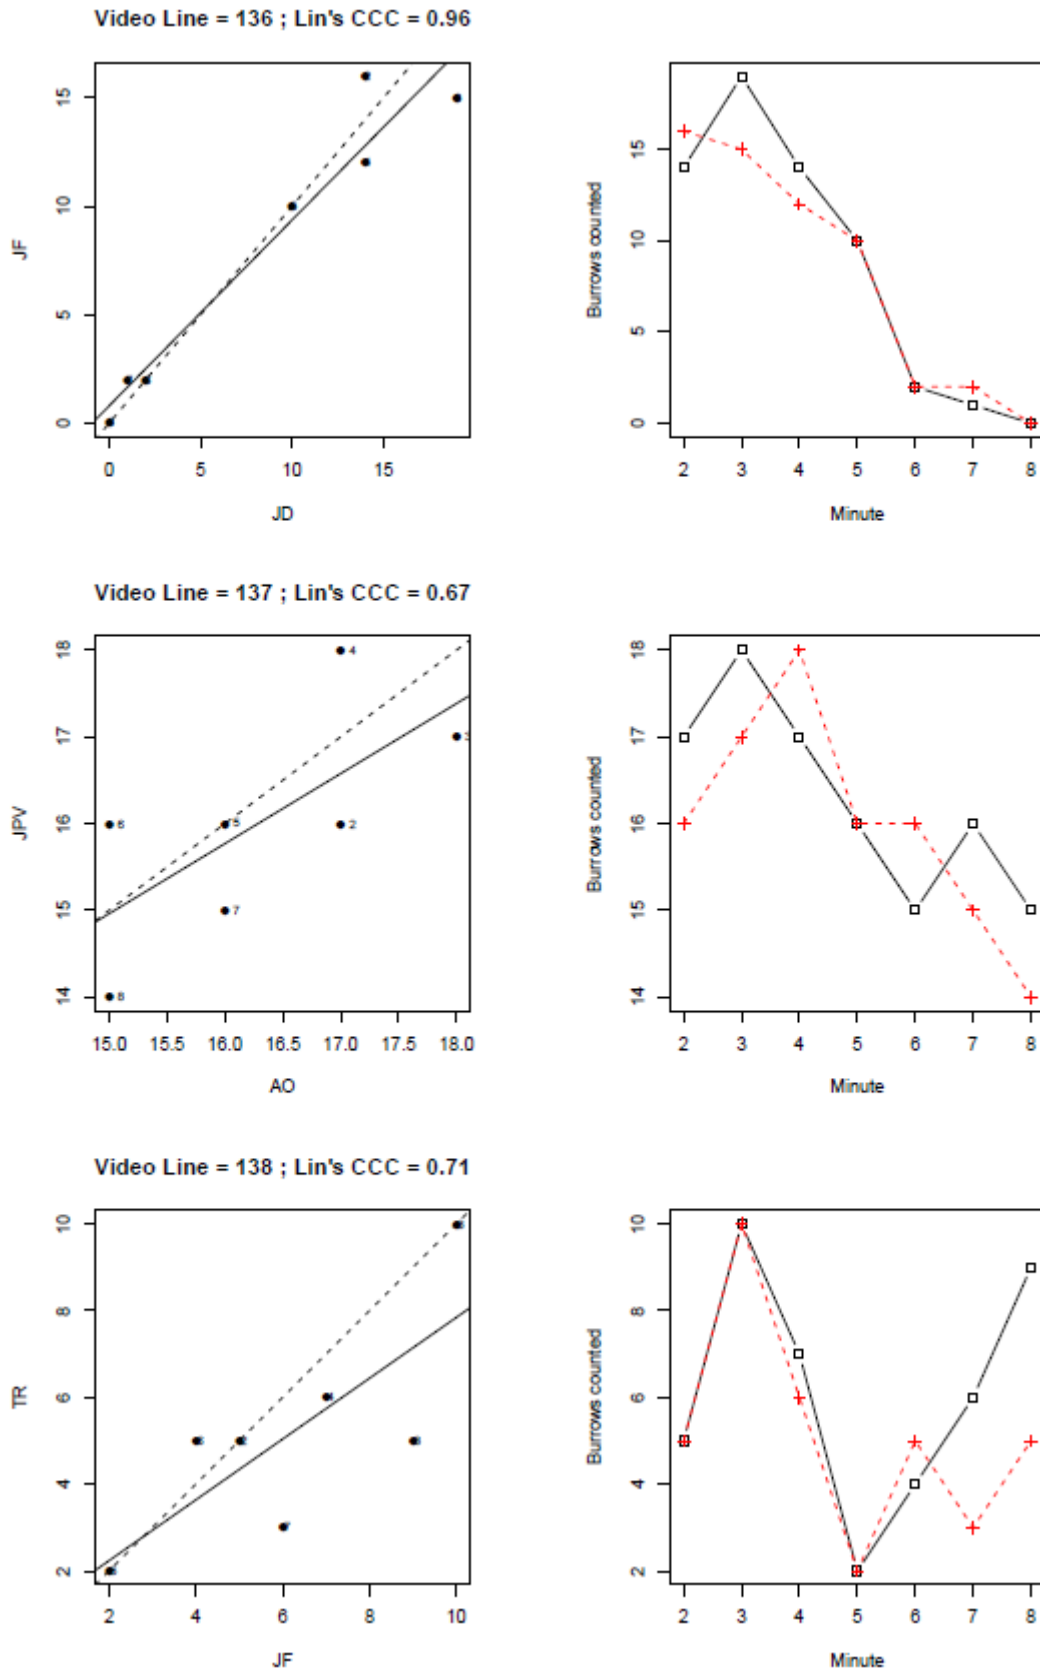 Video Line = 136 ; Lin's CCC = 0.96
JF
0 5 10 15
0 5 10 15
JD
Burrows counted
0 5 10 15
2 3 4 5 6 7 8
Minute
Video Line = 137 ; Lin's CCC = 0.67
JPV
14 15 16 17 18
4
3
6
5
2
7
8
15.0 15.5 16.0 16.5 17.0 17.5 18.0
AO
Burrows counted
14 15 16 17 18
2 3 4 5 6 7 8
Minute
Video Line = 138 ; Lin's CCC = 0.71
TR
2 4 6 8 10
2 4 6 8 10
JF
Burrows counted
2 4 6 8 10
2 3 4 5 6 7 8
Minute